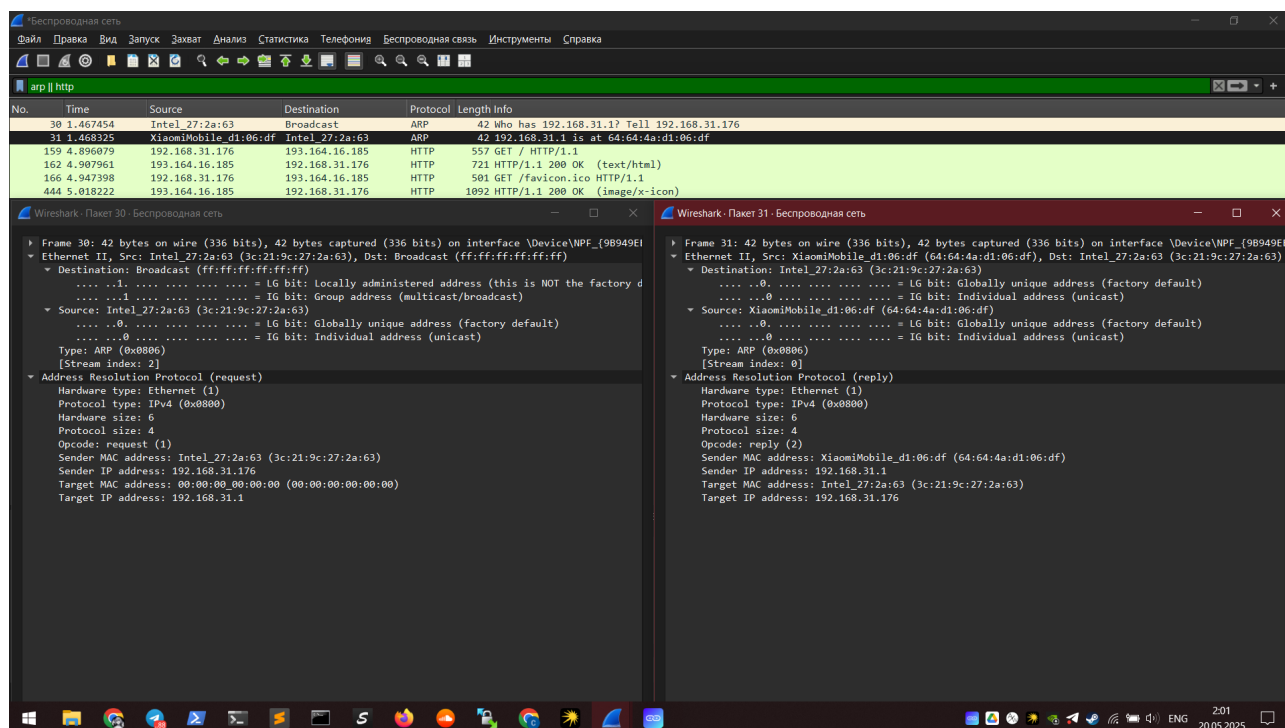 *Беспроводная сеть
Файл Правка Вид Запуск Захват Анализ Статистика Телефония Беспроводная связь Инструменты Справка
arp || http
No. Time Source Destination Protocol Length Info
30 1.467454 Intel_27:2a:63 Broadcast ARP 42 Who has 192.168.31.1? Tell 192.168.31.176
31 1.468325 XiaomiMobile_d1:06:df Intel_27:2a:63 ARP 42 192.168.31.1 is at 64:64:4a:d1:06:df
159 4.896079 192.168.31.176 193.164.16.185 HTTP 557 GET / HTTP/1.1
162 4.907961 193.164.16.185 192.168.31.176 HTTP 721 HTTP/1.1 200 OK (text/html)
166 4.947398 192.168.31.176 193.164.16.185 HTTP 501 GET /favicon.ico HTTP/1.1
444 5.018222 193.164.16.185 192.168.31.176 HTTP 1092 HTTP/1.1 200 OK (image/x-icon)
Wireshark · Пакет 30 · Беспроводная сеть
Frame 30: 42 bytes on wire (336 bits), 42 bytes captured (336 bits) on interface \Device\NPF_{9B949E
Ethernet II, Src: Intel_27:2a:63 (3c:21:9c:27:2a:63), Dst: Broadcast (ff:ff:ff:ff:ff:ff)
Destination: Broadcast (ff:ff:ff:ff:ff:ff)
.... ..1. .... .... .... .... = LG bit: Locally administered address (this is NOT the factory d
.... ...1 .... .... .... .... = IG bit: Group address (multicast/broadcast)
Source: Intel_27:2a:63 (3c:21:9c:27:2a:63)
.... ..0. .... .... .... .... = LG bit: Globally unique address (factory default)
.... ...0 .... .... .... .... = IG bit: Individual address (unicast)
Type: ARP (0x0806)
[Stream index: 2]
Address Resolution Protocol (request)
Hardware type: Ethernet (1)
Protocol type: IPv4 (0x0800)
Hardware size: 6
Protocol size: 4
Opcode: request (1)
Sender MAC address: Intel_27:2a:63 (3c:21:9c:27:2a:63)
Sender IP address: 192.168.31.176
Target MAC address: 00:00:00_00:00:00 (00:00:00:00:00:00)
Target IP address: 192.168.31.1
Wireshark · Пакет 31 · Беспроводная сеть
Frame 31: 42 bytes on wire (336 bits), 42 bytes captured (336 bits) on interface \Device\NPF_{9B949E
Ethernet II, Src: XiaomiMobile_d1:06:df (64:64:4a:d1:06:df), Dst: Intel_27:2a:63 (3c:21:9c:27:2a:63)
Destination: Intel_27:2a:63 (3c:21:9c:27:2a:63)
.... ..0. .... .... .... .... = LG bit: Globally unique address (factory default)
.... ...0 .... .... .... .... = IG bit: Individual address (unicast)
Source: XiaomiMobile_d1:06:df (64:64:4a:d1:06:df)
.... ..0. .... .... .... .... = LG bit: Globally unique address (factory default)
.... ...0 .... .... .... .... = IG bit: Individual address (unicast)
Type: ARP (0x0806)
[Stream index: 0]
Address Resolution Protocol (reply)
Hardware type: Ethernet (1)
Protocol type: IPv4 (0x0800)
Hardware size: 6
Protocol size: 4
Opcode: reply (2)
Sender MAC address: XiaomiMobile_d1:06:df (64:64:4a:d1:06:df)
Sender IP address: 192.168.31.1
Target MAC address: Intel_27:2a:63 (3c:21:9c:27:2a:63)
Target IP address: 192.168.31.176
ENG
2:01
20.05.2025